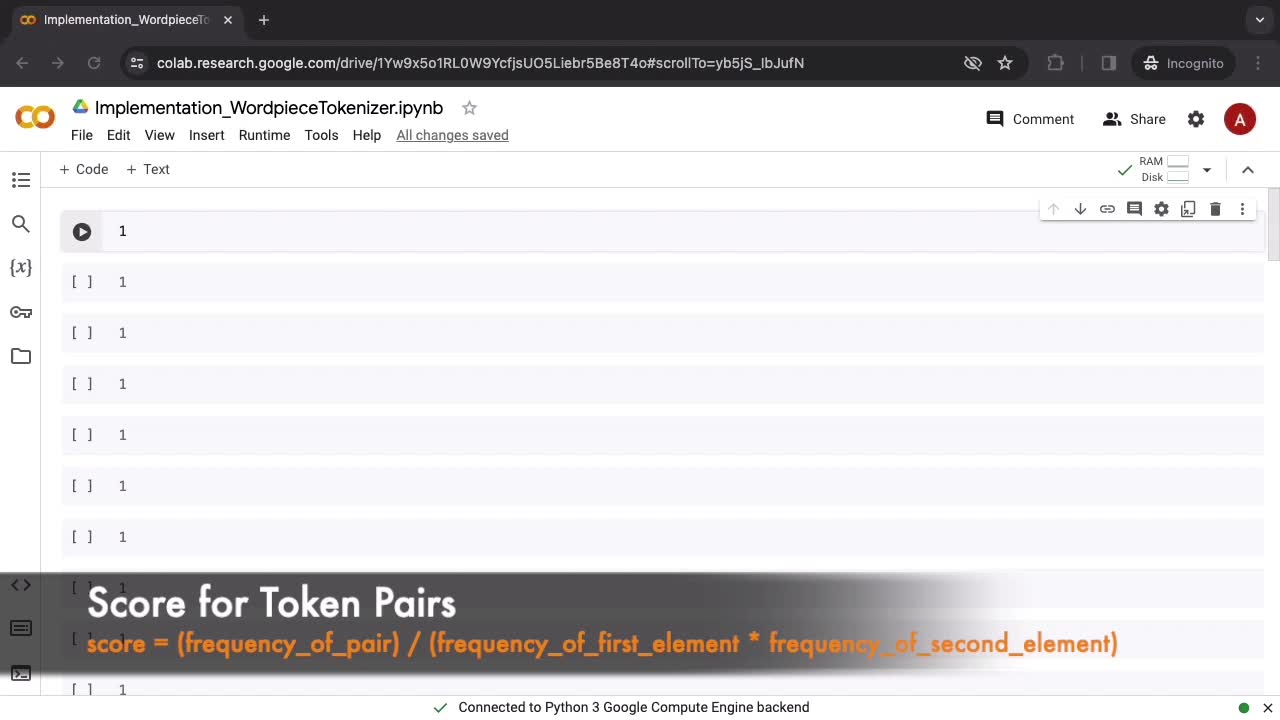 Implementation_WordpieceTo
colab.research.google.com/drive/1Yw9x5o1RL0W9YcfjsUO5Liebr5Be8T4o#scrollTo=yb5jS_IbJufN
Incognito
Implementation_WordpieceTokenizer.ipynb
File Edit View Insert Runtime Tools Help All changes saved
Comment Share A
+ Code + Text
RAM
Disk
1
[ ] 1
[ ] 1
[ ] 1
[ ] 1
[ ] 1
[ ] 1
[ ] 1
Score for Token Pairs
[ ] 1
score = (frequency_of_pair) / (frequency_of_first_element * frequency_of_second_element)
[ ] 1
Connected to Python 3 Google Compute Engine backend